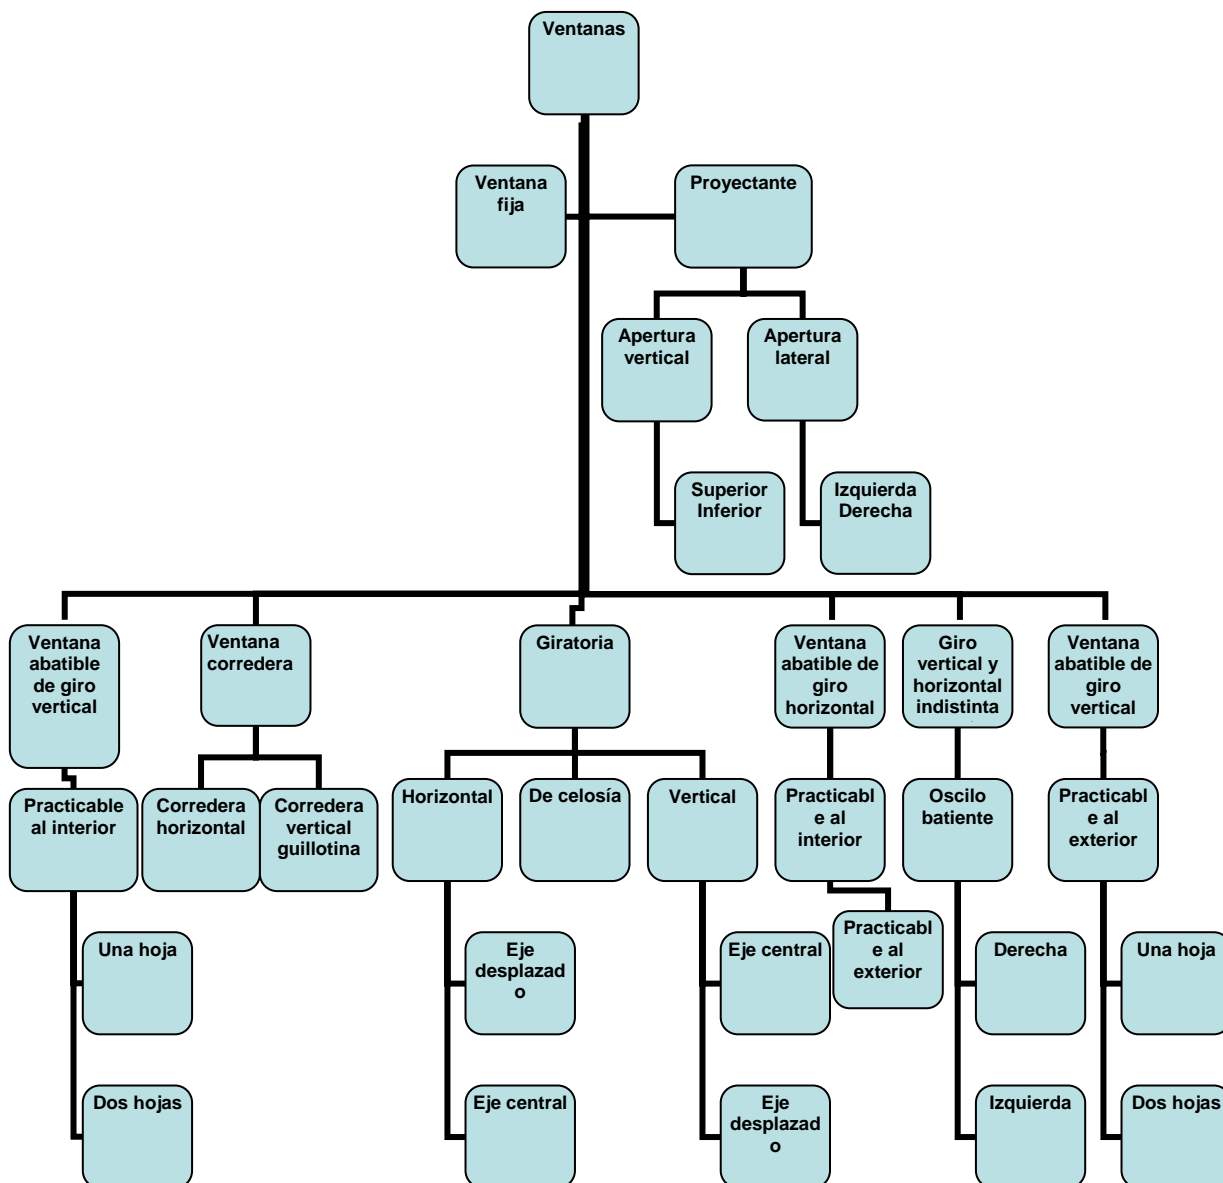 Ventanas
Ventana
fija
Proyectante
Apertura
vertical
Apertura
lateral
Superior
Inferior
Izquierda
Derecha
Ventana
abatible
de giro
vertical
Ventana
corredera
Giratoria
Ventana
abatible de
giro
horizontal
Giro
vertical y
horizontal
indistinta
Ventana
abatible de
giro
vertical
Practicable
al interior
Corredera
horizontal
Corredera
vertical
guillotina
Horizontal
De celosía
Vertical
Practicabl
e al
interior
Oscilo
batiente
Practicabl
e al
exterior
Una hoja
Eje
desplazad
o
Eje central
Practicabl
e al
exterior
Derecha
Una hoja
Dos hojas
Eje central
Eje
desplazad
o
Izquierda
Dos hojas